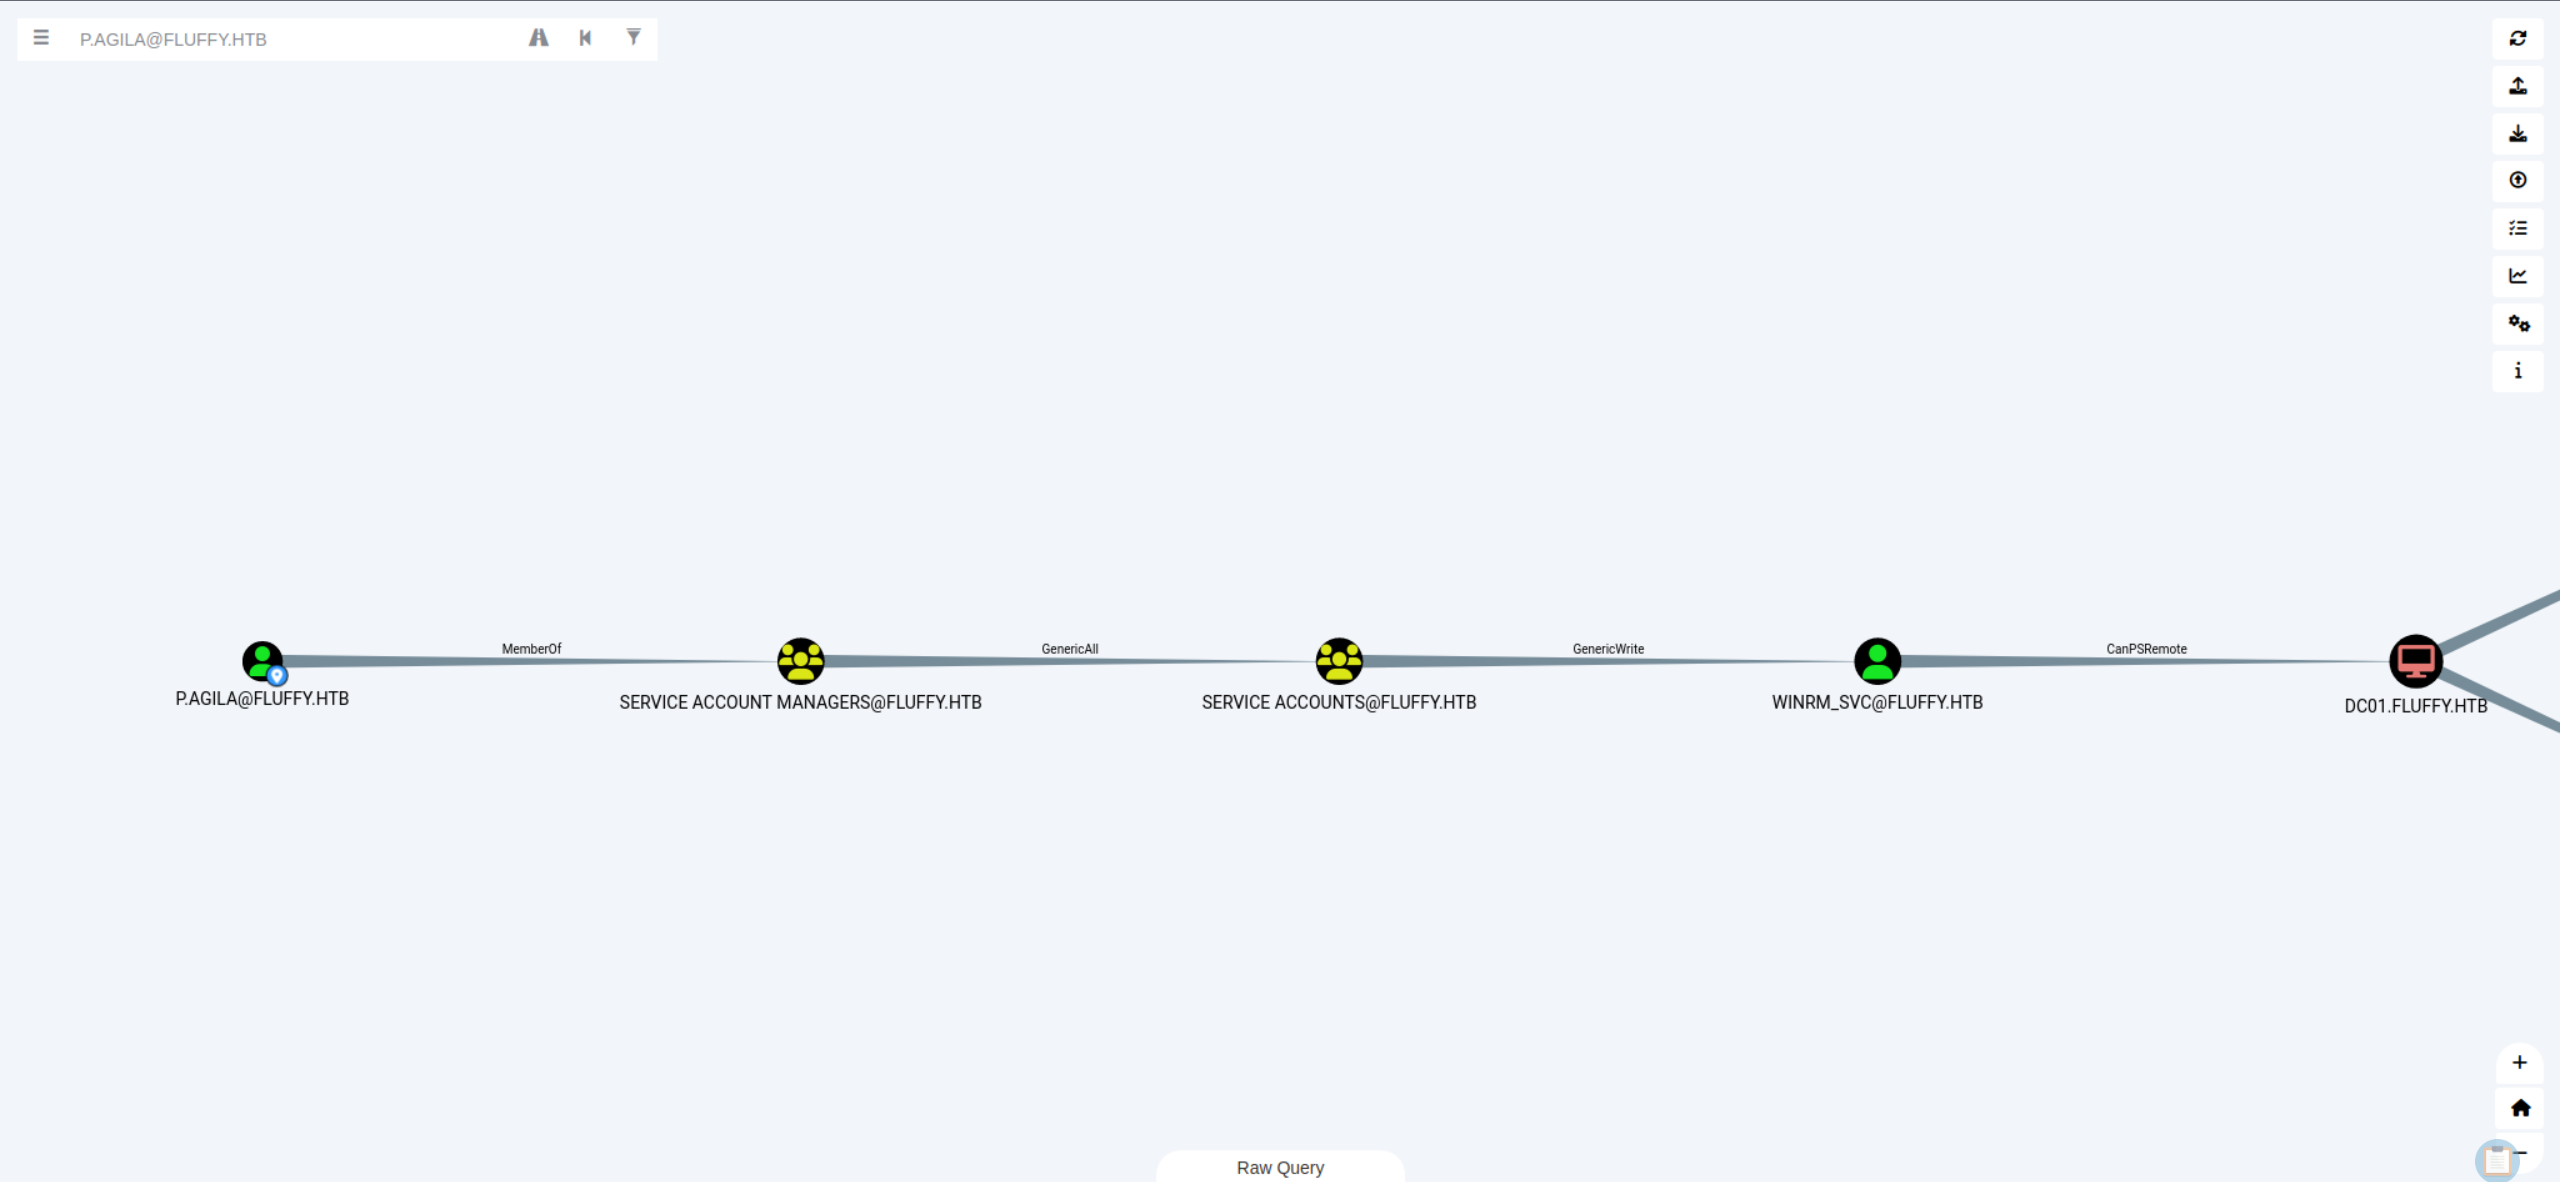 P.AGILA@FLUFFY.HTB
MemberOf
GenericAll
GenericWrite
CanPSRemote
P.AGILA@FLUFFY.HTB
SERVICE ACCOUNT MANAGERS@FLUFFY.HTB
SERVICE ACCOUNTS@FLUFFY.HTB
WINRM_SVC@FLUFFY.HTB
DC01.FLUFFY.HTB
Raw Query